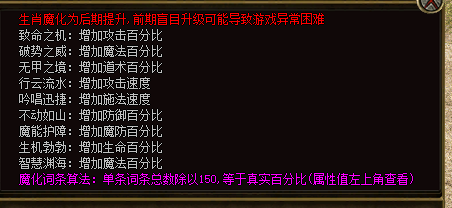 生肖魔化为后期提升,前期盲目升级可能导致游戏异常困难
致命之机：增加攻击百分比
破势之威：增加魔法百分比
无甲之境：增加道术百分比
行云流水：增加攻击速度
吟唱迅捷：增加施法速度
不动如山：增加防御百分比
魔能护障：增加魔防百分比
生机勃勃：增加生命百分比
智慧渊海：增加魔法百分比
魔化词条算法：单条词条总数除以150,等于真实百分比(属性值左上角查看)